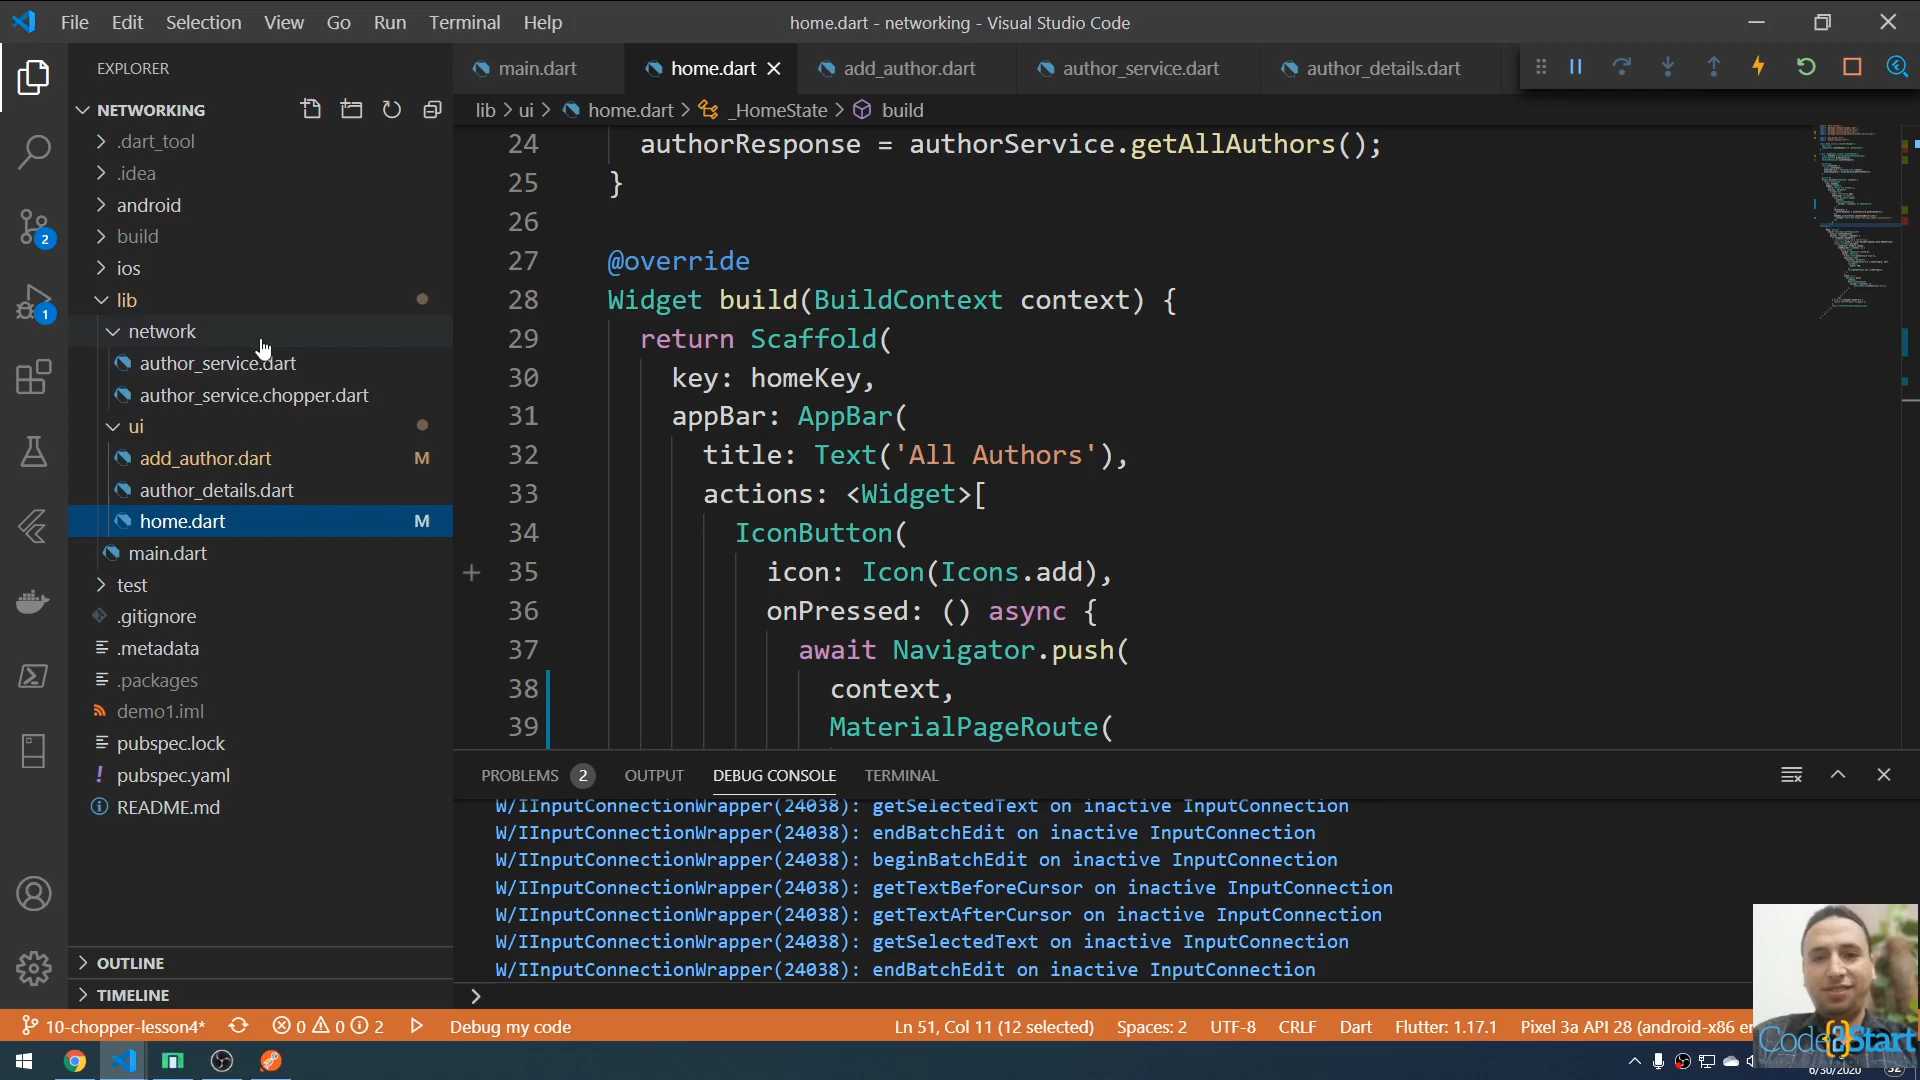 File Edit Selection View Go Run Terminal Help
home.dart - networking - Visual Studio Code
EXPLORER
NETWORKING
.dart_tool
.idea
android
build
ios
lib
network
author_service.dart
author_service.chopper.dart
ui
add_author.dart M
author_details.dart
home.dart M
main.dart
test
.gitignore
.metadata
.packages
demo1.iml
pubspec.lock
pubspec.yaml
README.md
OUTLINE
TIMELINE
2
1
main.dart home.dart add_author.dart author_service.dart author_details.dart
lib > ui > home.dart > _HomeState > build
24 authorResponse = authorService.getAllAuthors();
25 }
26
27 @override
28 Widget build(BuildContext context) {
29 return Scaffold(
30 key: homeKey,
31 appBar: AppBar(
32 title: Text('All Authors'),
33 actions: <Widget>[
34 IconButton(
35 icon: Icon(Icons.add),
36 onPressed: () async {
37 await Navigator.push(
38 context,
39 MaterialPageRoute(
PROBLEMS 2 OUTPUT DEBUG CONSOLE TERMINAL
W/IInputConnectionWrapper(24038): getSelectedText on inactive InputConnection
W/IInputConnectionWrapper(24038): endBatchEdit on inactive InputConnection
W/IInputConnectionWrapper(24038): beginBatchEdit on inactive InputConnection
W/IInputConnectionWrapper(24038): getTextBeforeCursor on inactive InputConnection
W/IInputConnectionWrapper(24038): getTextAfterCursor on inactive InputConnection
W/IInputConnectionWrapper(24038): getSelectedText on inactive InputConnection
W/IInputConnectionWrapper(24038): endBatchEdit on inactive InputConnection
10-chopper-lesson4* 0 0 2 Debug my code Ln 51, Col 11 (12 selected) Spaces: 2 UTF-8 CRLF Dart Flutter: 1.17.1 Pixel 3a API 28 (android-x86 e
Code{2}Start
6/30/2020